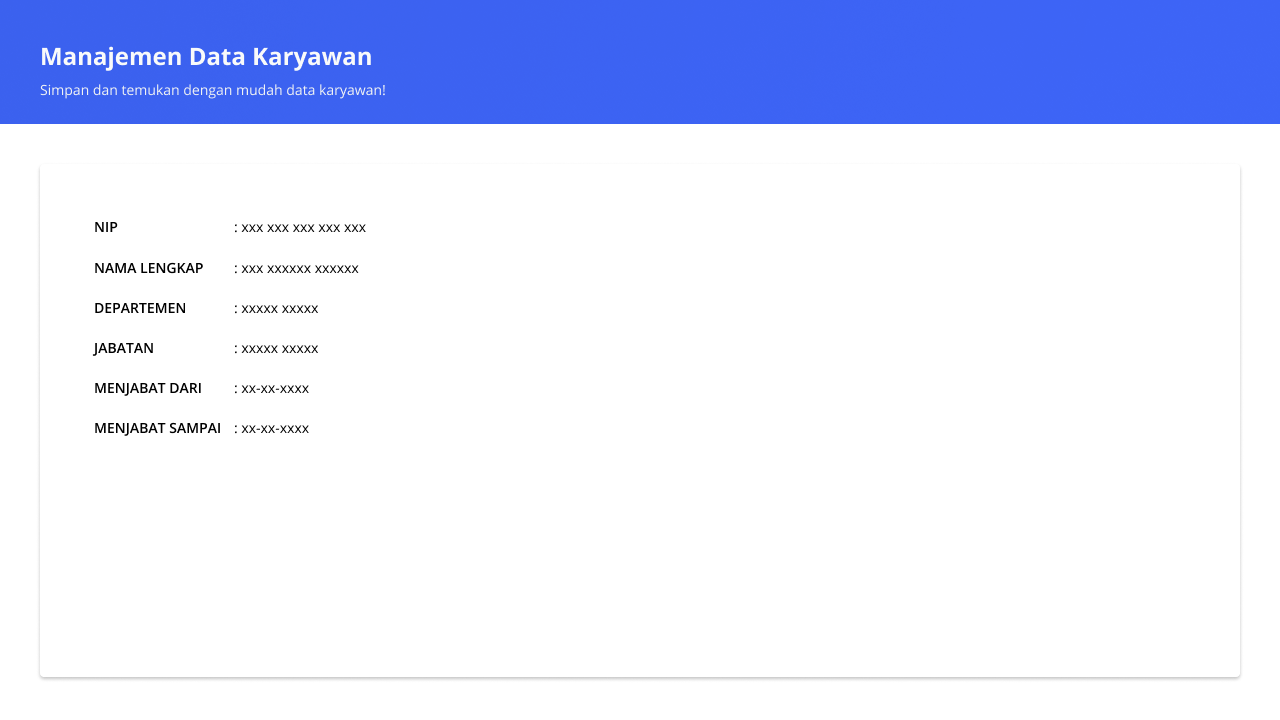 Manajemen Data Karyawan
Simpan dan temukan dengan mudah data karyawan!
NIP : xxx xxx xxx xxx xxx
NAMA LENGKAP : xxx xxxxxx xxxxxx
DEPARTEMEN : xxxxx xxxxx
JABATAN : xxxxx xxxxx
MENJABAT DARI : xx-xx-xxxx
MENJABAT SAMPAI : xx-xx-xxxx